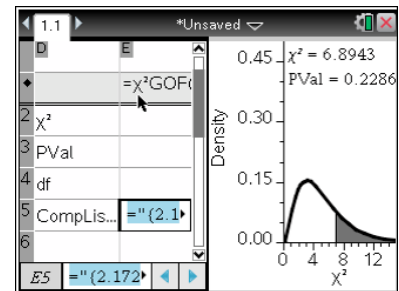 1.1 *Unsaved
D E
=χ²GOF(
2 χ²
3 PVal
4 df
5 CompLis... ="{2.1
6
E5 ="{2.172
χ² = 6.8943
PVal = 0.2286
0.45
0.30
0.15
0.00
Density
0 4 8 12
χ²